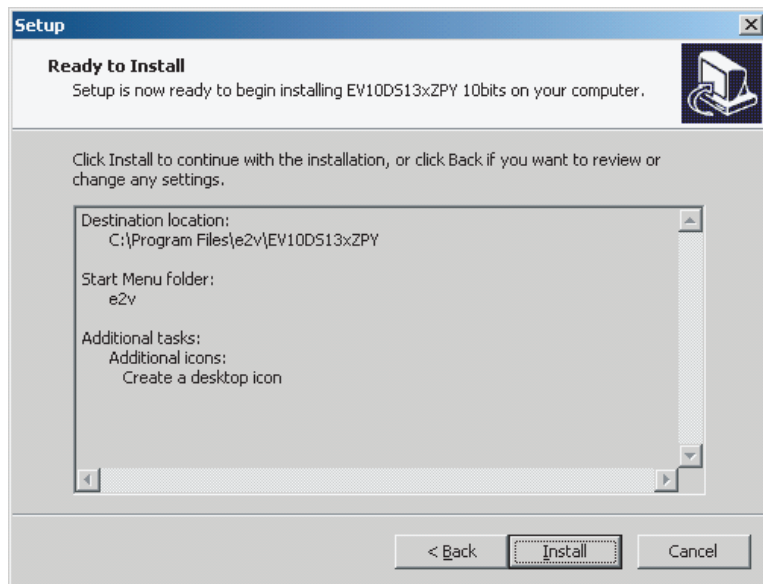 Setup
Ready to Install
Setup is now ready to begin installing EV10DS13xZPY 10bits on your computer.
Click Install to continue with the installation, or click Back if you want to review or
change any settings.
Destination location:
C:\Program Files\e2v\EV10DS13xZPY
Start Menu folder:
e2v
Additional tasks:
Additional icons:
Create a desktop icon
< Back
Install
Cancel